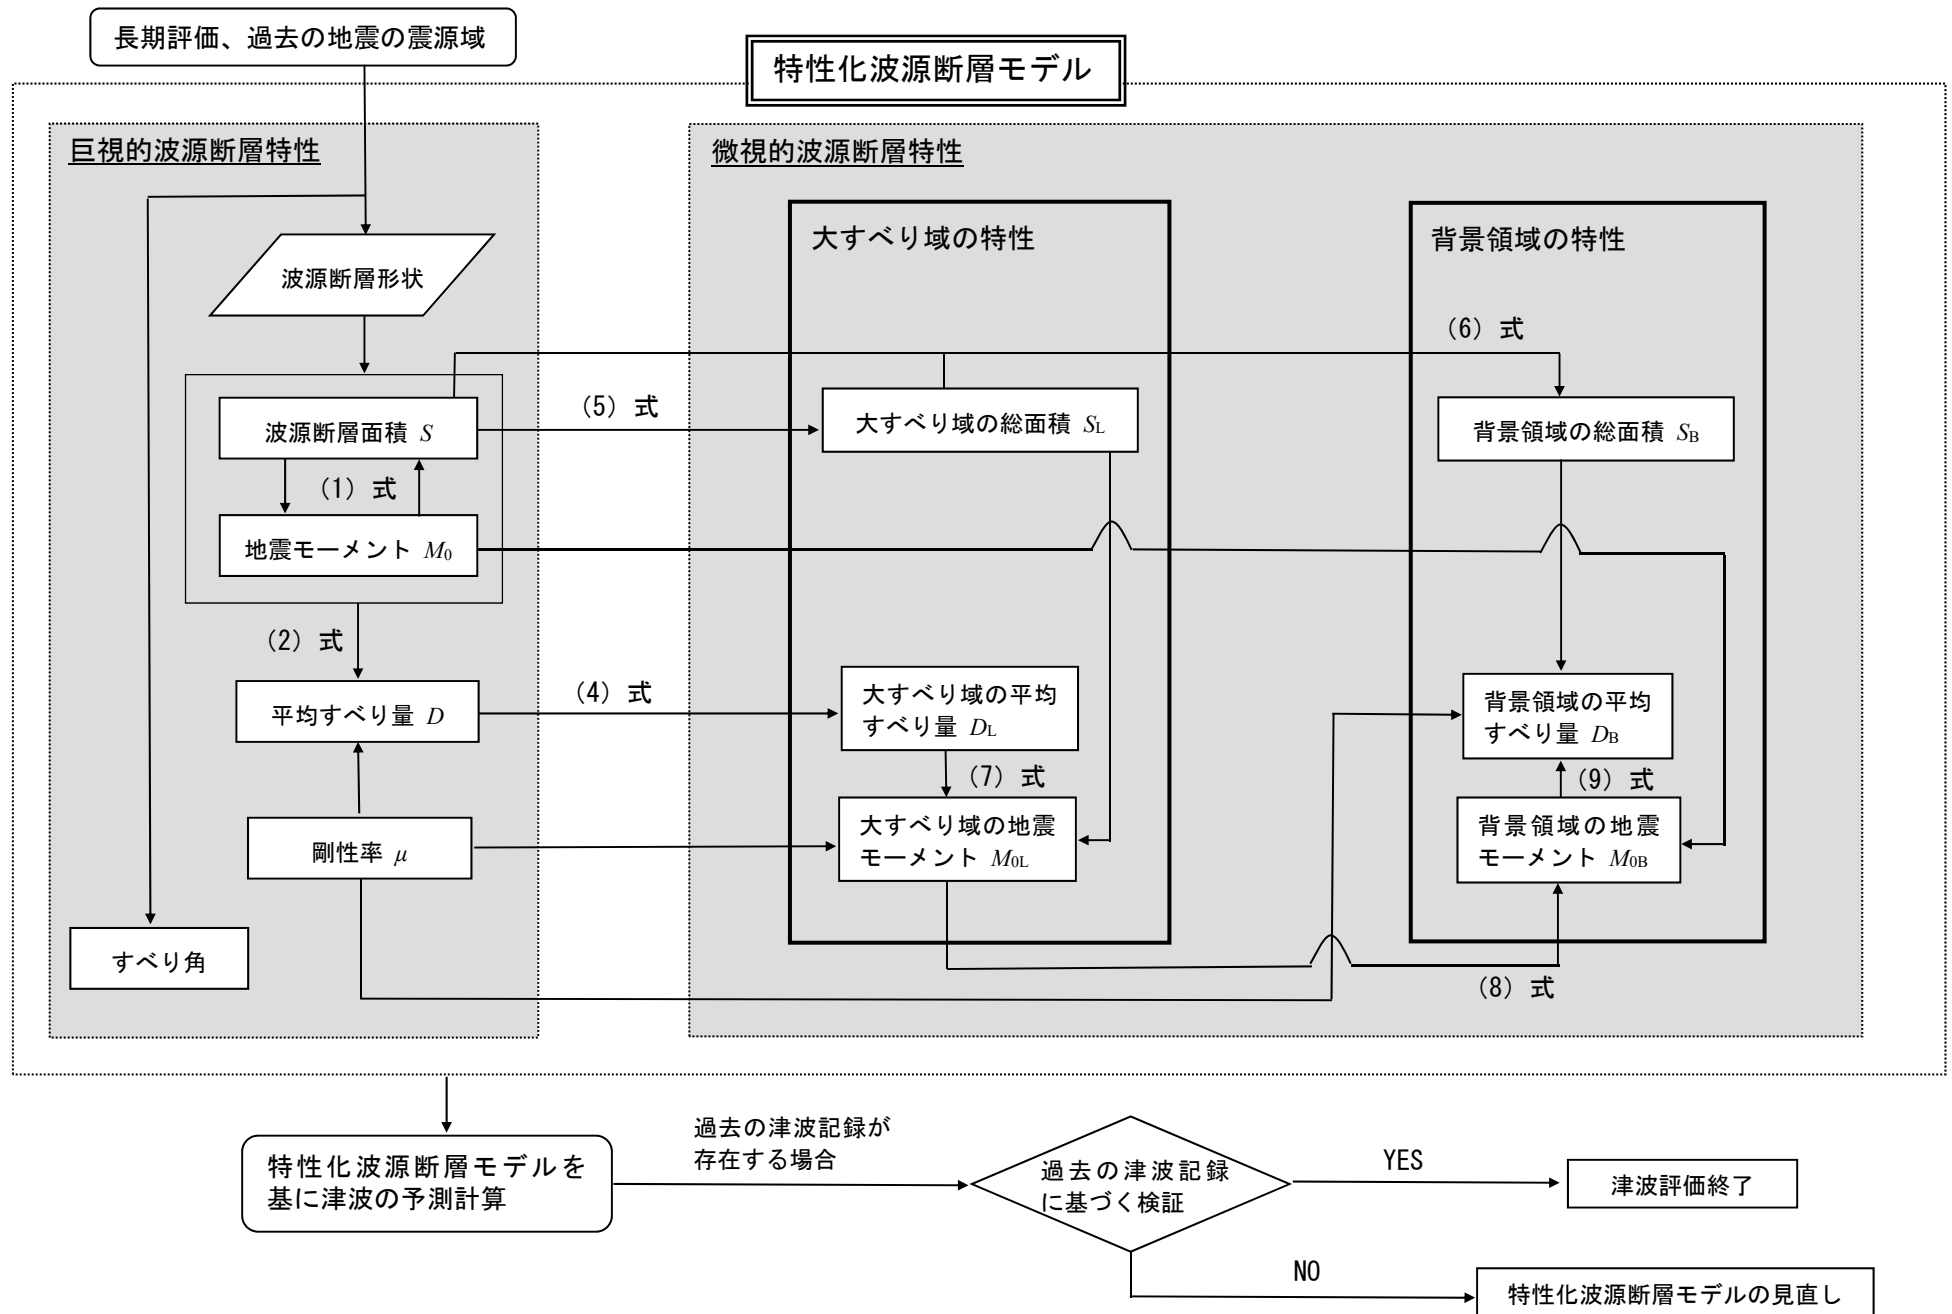 長期評価、過去の地震の震源域
特性化波源断層モデル
巨視的波源断層特性
波源断層形状
波源断層面積 S
(1) 式
地震モーメント M0
(2) 式
平均すべり量 D
剛性率 μ
すべり角
(5) 式
(4) 式
微視的波源断層特性
大すべり域の特性
大すべり域の総面積 SL
大すべり域の平均
すべり量 DL
(7) 式
大すべり域の地震
モーメント M0L
背景領域の特性
(6) 式
背景領域の総面積 SB
背景領域の平均
すべり量 DB
(9) 式
背景領域の地震
モーメント M0B
(8) 式
特性化波源断層モデルを
基に津波の予測計算
過去の津波記録が
存在する場合
過去の津波記録
に基づく検証
YES
津波評価終了
NO
特性化波源断層モデルの見直し